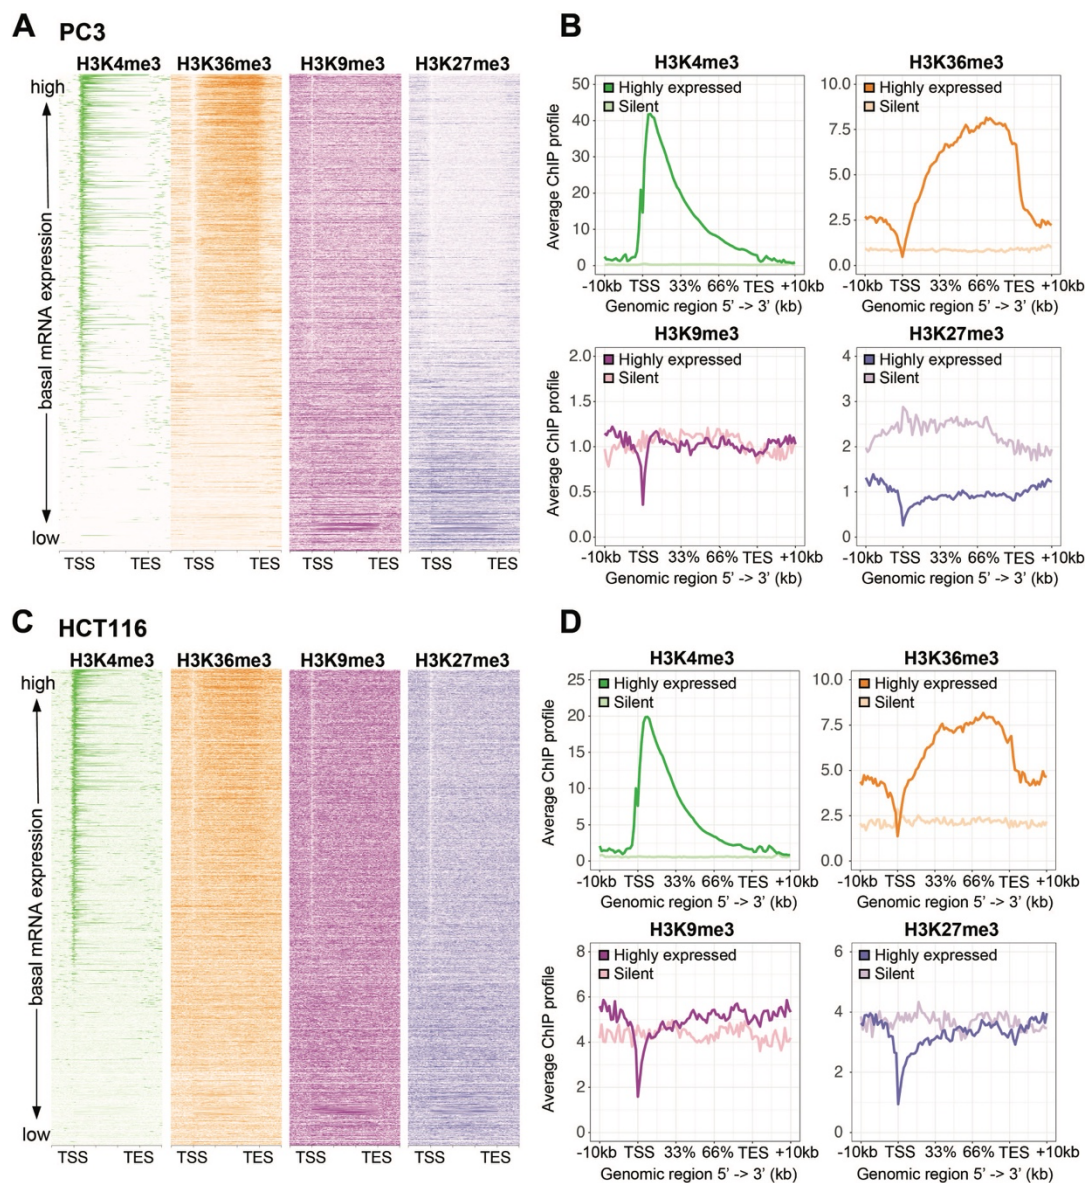 A PC3
H3K4me3 H3K36me3 H3K9me3 H3K27me3
high
basal mRNA expression
low
TSS TES TSS TES TSS TES TSS TES
B
H3K4me3
Highly expressed
Silent
50
40
30
20
10
0
Average ChIP profile
-10kb TSS 33% 66% TES +10kb
Genomic region 5' -> 3' (kb)
H3K36me3
Highly expressed
Silent
10.0
7.5
5.0
2.5
0.0
-10kb TSS 33% 66% TES +10kb
Genomic region 5' -> 3' (kb)
H3K9me3
Highly expressed
Silent
2.0
1.5
1.0
0.5
0.0
Average ChIP profile
-10kb TSS 33% 66% TES +10kb
Genomic region 5' -> 3' (kb)
H3K27me3
Highly expressed
Silent
4
3
2
1
0
-10kb TSS 33% 66% TES +10kb
Genomic region 5' -> 3' (kb)
C HCT116
H3K4me3 H3K36me3 H3K9me3 H3K27me3
high
basal mRNA expression
low
TSS TES TSS TES TSS TES TSS TES
D
H3K4me3
Highly expressed
Silent
25
20
15
10
5
0
Average ChIP profile
-10kb TSS 33% 66% TES +10kb
Genomic region 5' -> 3' (kb)
H3K36me3
Highly expressed
Silent
10.0
7.5
5.0
2.5
0.0
-10kb TSS 33% 66% TES +10kb
Genomic region 5' -> 3' (kb)
H3K9me3
Highly expressed
Silent
8
6
4
2
0
Average ChIP profile
-10kb TSS 33% 66% TES +10kb
Genomic region 5' -> 3' (kb)
H3K27me3
Highly expressed
Silent
6
4
2
0
-10kb TSS 33% 66% TES +10kb
Genomic region 5' -> 3' (kb)